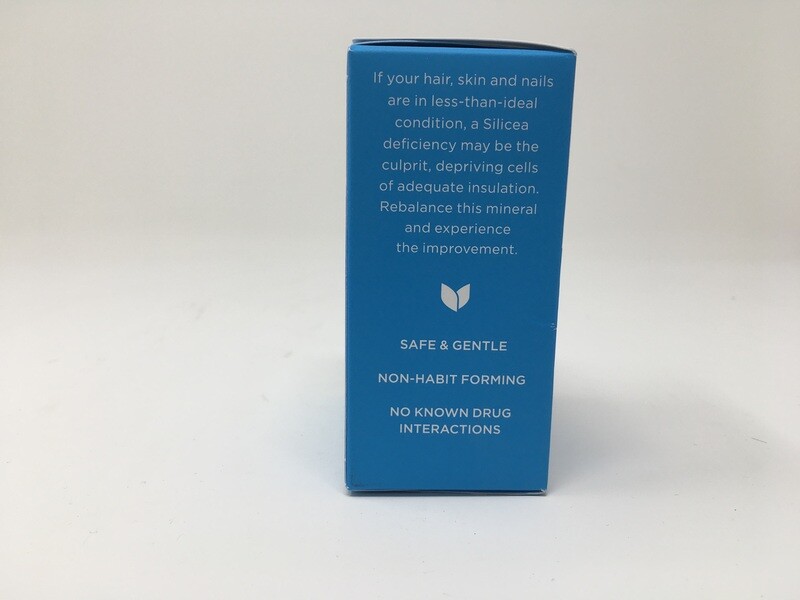 If your hair, skin and nails
are in less-than-ideal
condition, a Silicea
deficiency may be the
culprit, depriving cells
of adequate insulation.
Rebalance this mineral
and experience
the improvement.
SAFE & GENTLE
NON-HABIT FORMING
NO KNOWN DRUG
INTERACTIONS